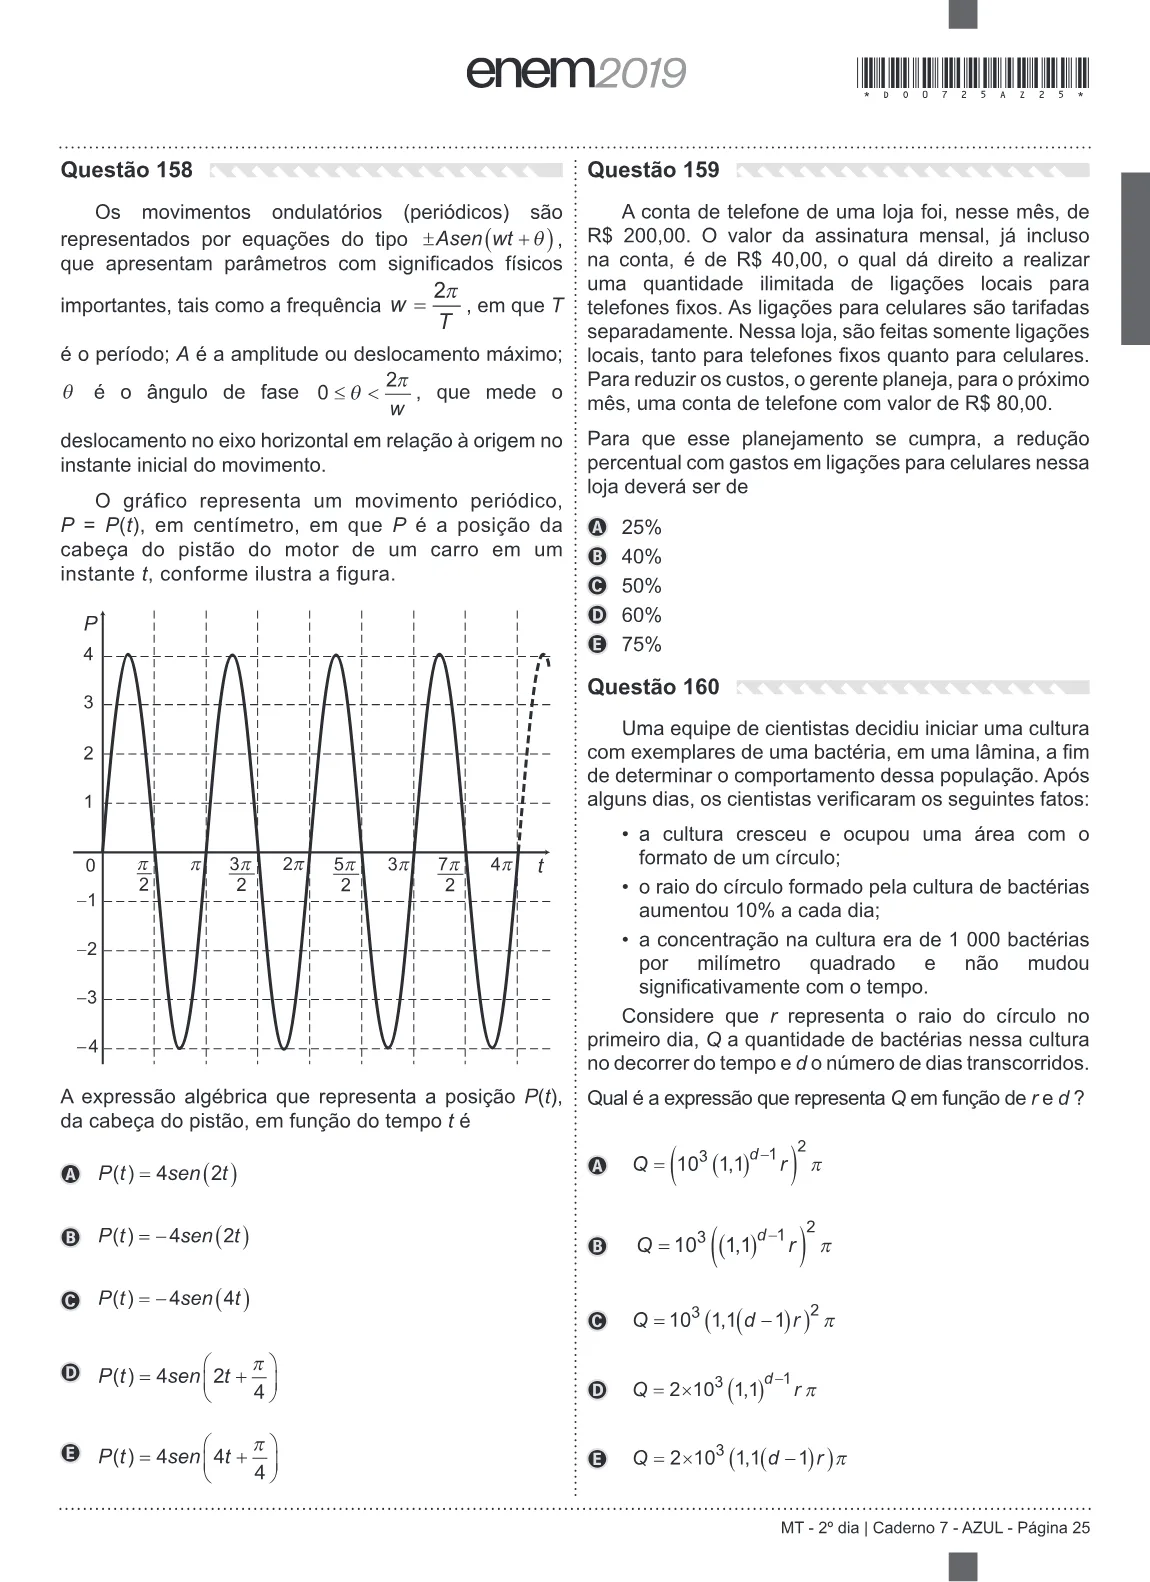 enem2019
*D00725AZ25*
Questão 158
Os movimentos ondulatórios (periódicos) são
representados por equações do tipo ±Asen(wt + θ),
que apresentam parâmetros com significados físicos
importantes, tais como a frequência w = 2π/T, em que T
é o período; A é a amplitude ou deslocamento máximo;
θ é o ângulo de fase 0 ≤ θ < 2π/w, que mede o
deslocamento no eixo horizontal em relação à origem no
instante inicial do movimento.
O gráfico representa um movimento periódico,
P = P(t), em centímetro, em que P é a posição da
cabeça do pistão do motor de um carro em um
instante t, conforme ilustra a figura.
P
4
3
2
1
0 π/2 π 3π/2 2π 5π/2 3π 7π/2 4π t
−1
−2
−3
−4
A expressão algébrica que representa a posição P(t),
da cabeça do pistão, em função do tempo t é
A P(t) = 4sen(2t)
B P(t) = −4sen(2t)
C P(t) = −4sen(4t)
D P(t) = 4sen(2t + π/4)
E P(t) = 4sen(4t + π/4)
Questão 159
A conta de telefone de uma loja foi, nesse mês, de
R$ 200,00. O valor da assinatura mensal, já incluso
na conta, é de R$ 40,00, o qual dá direito a realizar
uma quantidade ilimitada de ligações locais para
telefones fixos. As ligações para celulares são tarifadas
separadamente. Nessa loja, são feitas somente ligações
locais, tanto para telefones fixos quanto para celulares.
Para reduzir os custos, o gerente planeja, para o próximo
mês, uma conta de telefone com valor de R$ 80,00.
Para que esse planejamento se cumpra, a redução
percentual com gastos em ligações para celulares nessa
loja deverá ser de
A 25%
B 40%
C 50%
D 60%
E 75%
Questão 160
Uma equipe de cientistas decidiu iniciar uma cultura
com exemplares de uma bactéria, em uma lâmina, a fim
de determinar o comportamento dessa população. Após
alguns dias, os cientistas verificaram os seguintes fatos:
• a cultura cresceu e ocupou uma área com o
formato de um círculo;
• o raio do círculo formado pela cultura de bactérias
aumentou 10% a cada dia;
• a concentração na cultura era de 1 000 bactérias
por milímetro quadrado e não mudou
significativamente com o tempo.
Considere que r representa o raio do círculo no
primeiro dia, Q a quantidade de bactérias nessa cultura
no decorrer do tempo e d o número de dias transcorridos.
Qual é a expressão que representa Q em função de r e d ?
A Q = (10³ (1,1)^(d−1) r)² π
B Q = 10³ ((1,1)^(d−1) r)² π
C Q = 10³ (1,1(d − 1) r)² π
D Q = 2×10³ (1,1)^(d−1) r π
E Q = 2×10³ (1,1(d − 1) r) π
MT - 2º dia | Caderno 7 - AZUL - Página 25